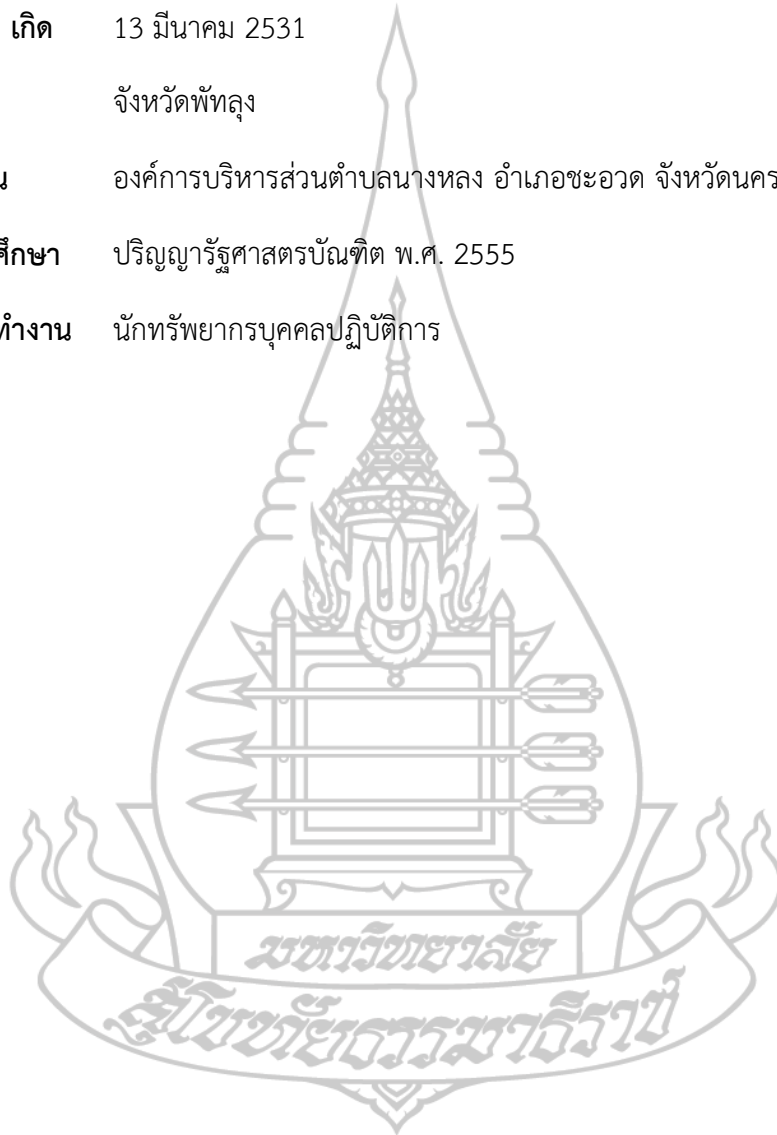 เกิด 13 มีนาคม 2531
จังหวัดพัทลุง
น องค์การบริหารส่วนตำบลนางหลง อำเภอชะอวด จังหวัดนคร
ศึกษา ปริญญารัฐศาสตรบัณฑิต พ.ศ. 2555
ทำงาน นักทรัพยากรบุคคลปฏิบัติการ
มหาวิทยาลัย
สุโขทัยธรรมาธิราช